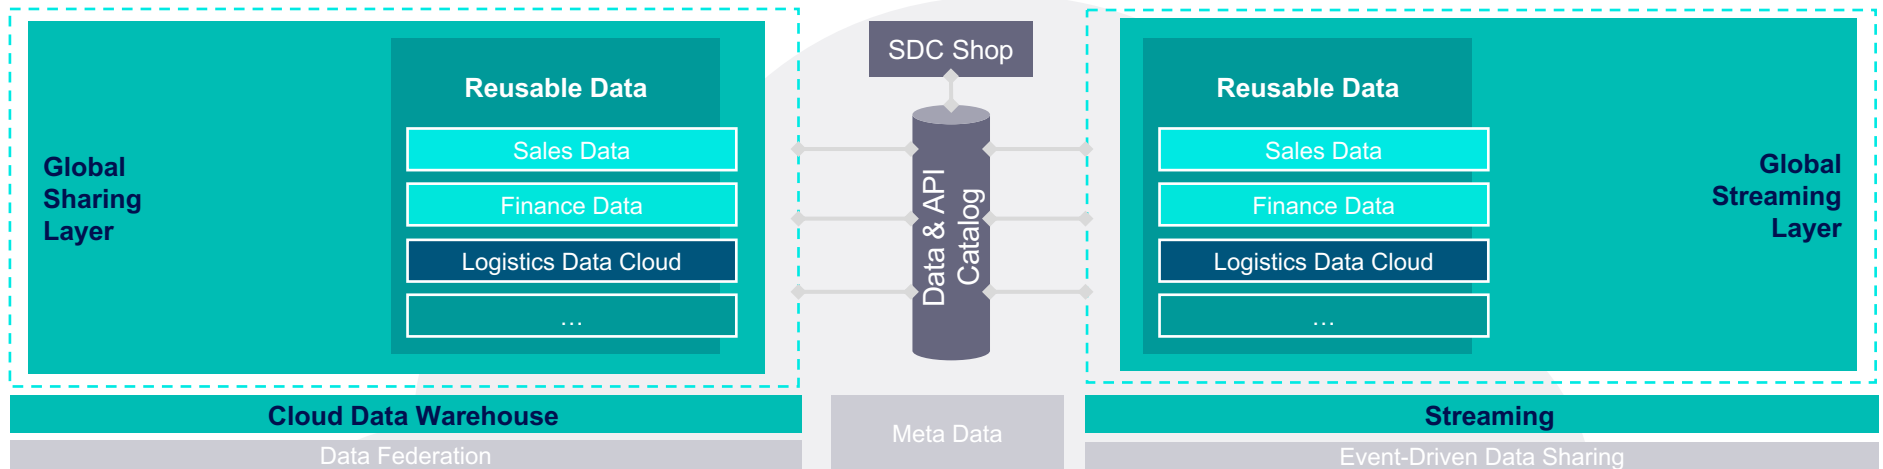 Global
Sharing
Layer
Reusable Data
Sales Data
Finance Data
Logistics Data Cloud
…
SDC Shop
Data & API
Catalog
Reusable Data
Sales Data
Finance Data
Logistics Data Cloud
…
Global
Streaming
Layer
Cloud Data Warehouse
Data Federation
Meta Data
Streaming
Event-Driven Data Sharing